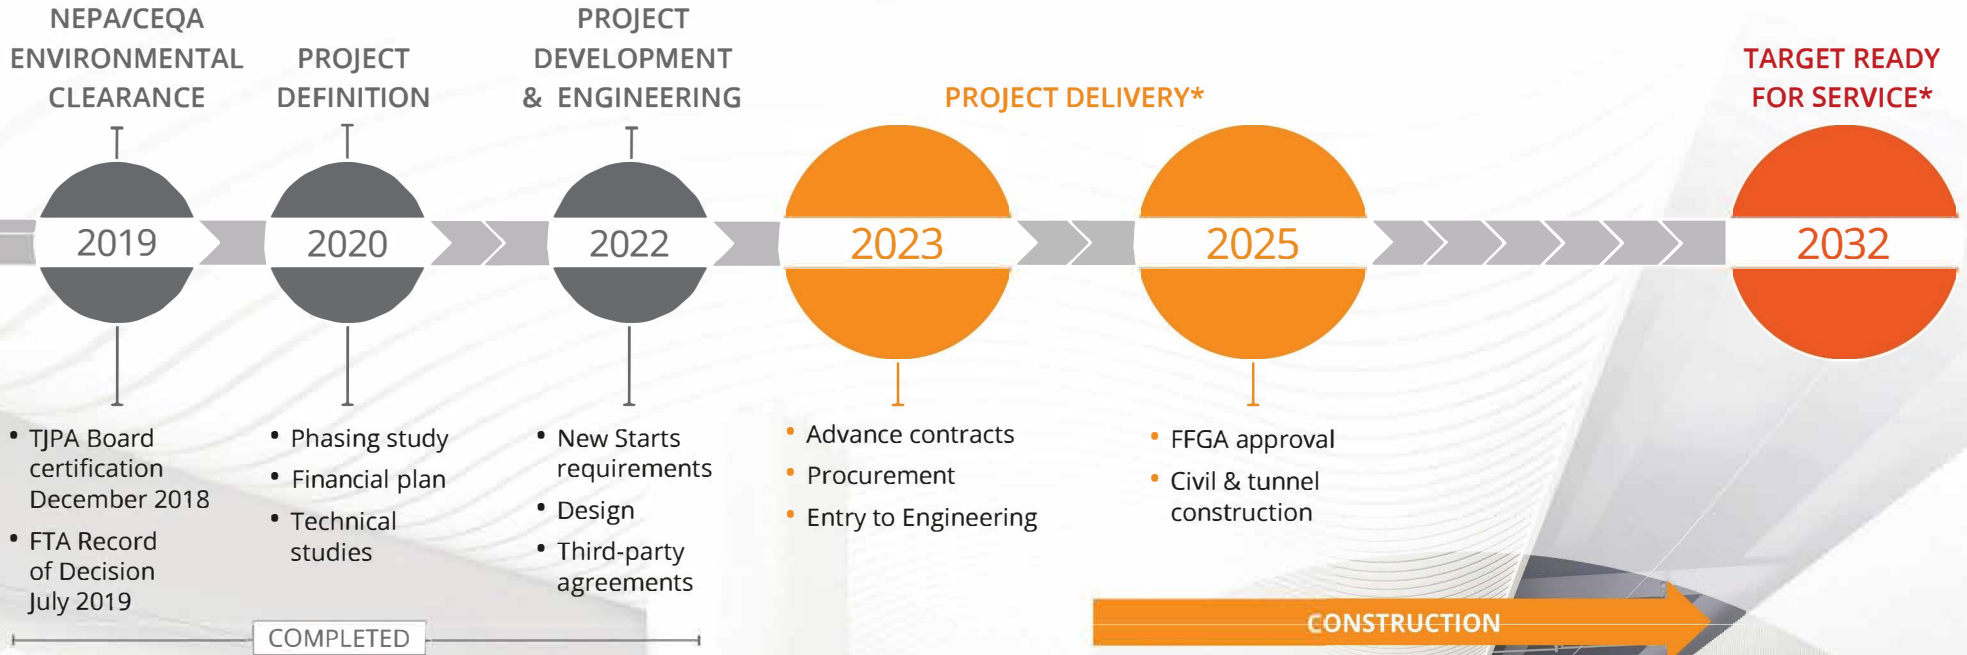 NEPA/CEQA
ENVIRONMENTAL
CLEARANCE
PROJECT
DEFINITION
PROJECT
DEVELOPMENT
& ENGINEERING
PROJECT DELIVERY*
TARGET READY
FOR SERVICE*
2019
2020
2022
2023
2025
2032
• TJPA Board
certification
December 2018
• FTA Record
of Decision
July 2019
• Phasing study
• Financial plan
• Technical
studies
• New Starts
requirements
• Design
• Third-party
agreements
• Advance contracts
• Procurement
• Entry to Engineering
• FFGA approval
• Civil & tunnel
construction
COMPLETED
CONSTRUCTION